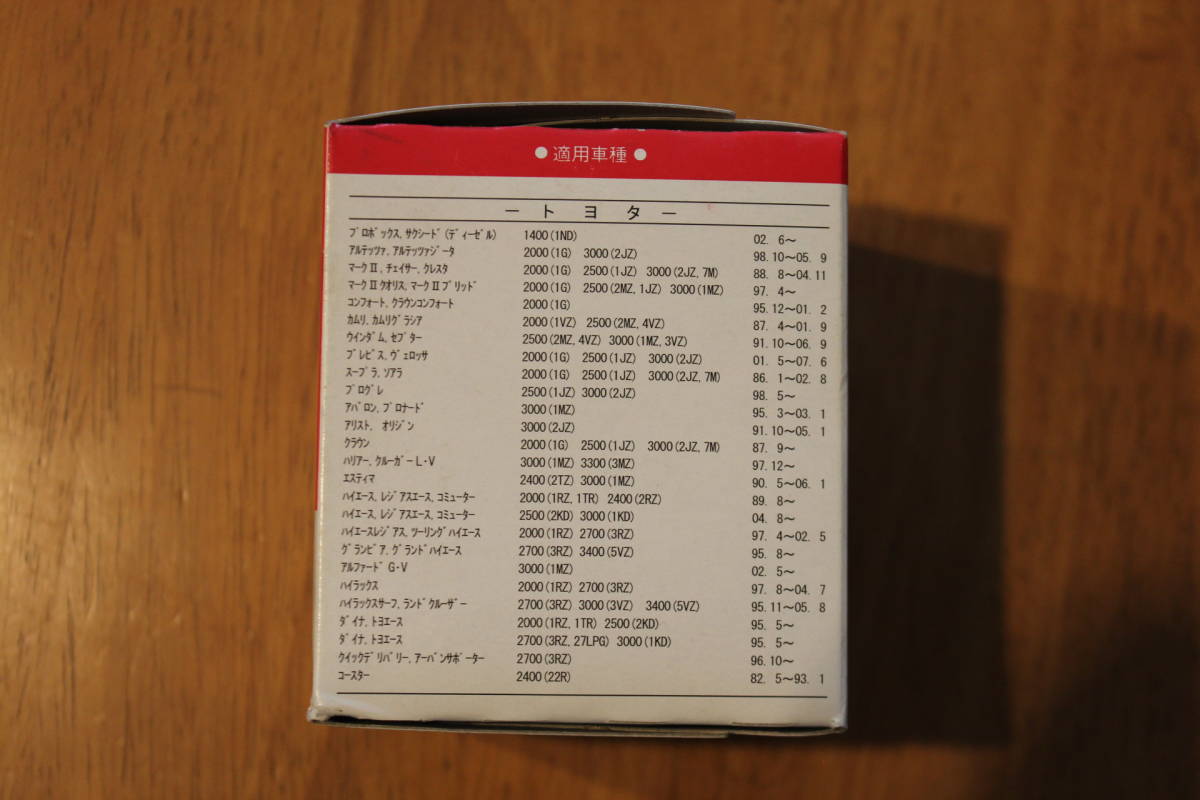 ● 適用車種 ●
ー ト ヨ タ ー
ﾌﾟﾛﾎﾞｯｸｽ, ｻｸｼｰﾄﾞ (ﾃﾞｨｰｾﾞﾙ) 1400 (1ND) 02. 6～
ｱﾙﾃｯﾂｧ, ｱﾙﾃｯﾂｧｼﾞｰﾀ 2000 (1G) 3000 (2JZ) 98. 10～05. 9
ﾏｰｸⅡ, ﾁｪｲｻｰ, ｸﾚｽﾀ 2000 (1G) 2500 (1JZ) 3000 (2JZ, 7M) 88. 8～04. 11
ﾏｰｸⅡｸｵﾘｽ, ﾏｰｸⅡﾌﾞﾘｯﾄﾞ 2000 (1G) 2500 (2MZ, 1JZ) 3000 (1MZ) 97. 4～
ｺﾝﾌｫｰﾄ, ｸﾗｳﾝｺﾝﾌｫｰﾄ 2000 (1G) 95. 12～01. 2
ｶﾑﾘ, ｶﾑﾘｸﾞﾗｼｱ 2000 (1VZ) 2500 (2MZ, 4VZ) 87. 4～01. 9
ｳｲﾝﾀﾞﾑ, ｾﾌﾟﾀｰ 2500 (2MZ, 4VZ) 3000 (1MZ, 3VZ) 91. 10～06. 9
ﾌﾞﾚﾋﾞｽ, ｳﾞｪﾛｯｻ 2000 (1G) 2500 (1JZ) 3000 (2JZ) 01. 5～07. 6
ｽｰﾌﾟﾗ, ｿｱﾗ 2000 (1G) 2500 (1JZ) 3000 (2JZ, 7M) 86. 1～02. 8
ﾌﾟﾛｸﾞﾚ 2500 (1JZ) 3000 (2JZ) 98. 5～
ｱﾊﾞﾛﾝ, ﾌﾟﾛﾅｰﾄﾞ 3000 (1MZ) 95. 3～03. 1
ｱﾘｽﾄ, ｵﾘｼﾞﾝ 3000 (2JZ) 91. 10～05. 1
ｸﾗｳﾝ 2000 (1G) 2500 (1JZ) 3000 (2JZ, 7M) 87. 9～
ﾊﾘｱｰ, ｸﾙｰｶﾞｰL・V 3000 (1MZ) 3300 (3MZ) 97. 12～
ｴｽﾃｨﾏ 2400 (2TZ) 3000 (1MZ) 90. 5～06. 1
ﾊｲｴｰｽ, ﾚｼﾞｱｽｴｰｽ, ｺﾐｭｰﾀｰ 2000 (1RZ, 1TR) 2400 (2RZ) 89. 8～
ﾊｲｴｰｽ, ﾚｼﾞｱｽｴｰｽ, ｺﾐｭｰﾀｰ 2500 (2KD) 3000 (1KD) 04. 8～
ﾊｲｴｰｽﾚｼﾞｱｽ, ﾂｰﾘﾝｸﾞﾊｲｴｰｽ 2000 (1RZ) 2700 (3RZ) 97. 4～02. 5
ｸﾞﾗﾝﾋﾞｱ, ｸﾞﾗﾝﾄﾞﾊｲｴｰｽ 2700 (3RZ) 3400 (5VZ) 95. 8～
ｱﾙﾌｧｰﾄﾞG・V 3000 (1MZ) 02. 5～
ﾊｲﾗｯｸｽ 2000 (1RZ) 2700 (3RZ) 97. 8～04. 7
ﾊｲﾗｯｸｽｻｰﾌ, ﾗﾝﾄﾞｸﾙｰｻﾞｰ 2700 (3RZ) 3000 (3VZ) 3400 (5VZ) 95. 11～05. 8
ﾀﾞｲﾅ, ﾄﾖｴｰｽ 2000 (1RZ, 1TR) 2500 (2KD) 95. 5～
ﾀﾞｲﾅ, ﾄﾖｴｰｽ 2700 (3RZ, 27LPG) 3000 (1KD) 95. 5～
ｸｲｯｸﾃﾞﾘﾊﾞﾘｰ, ｱｰﾊﾞﾝｻﾎﾟｰﾀｰ 2700 (3RZ) 96. 10～
ｺｰｽﾀｰ 2400 (22R) 82. 5～93. 1